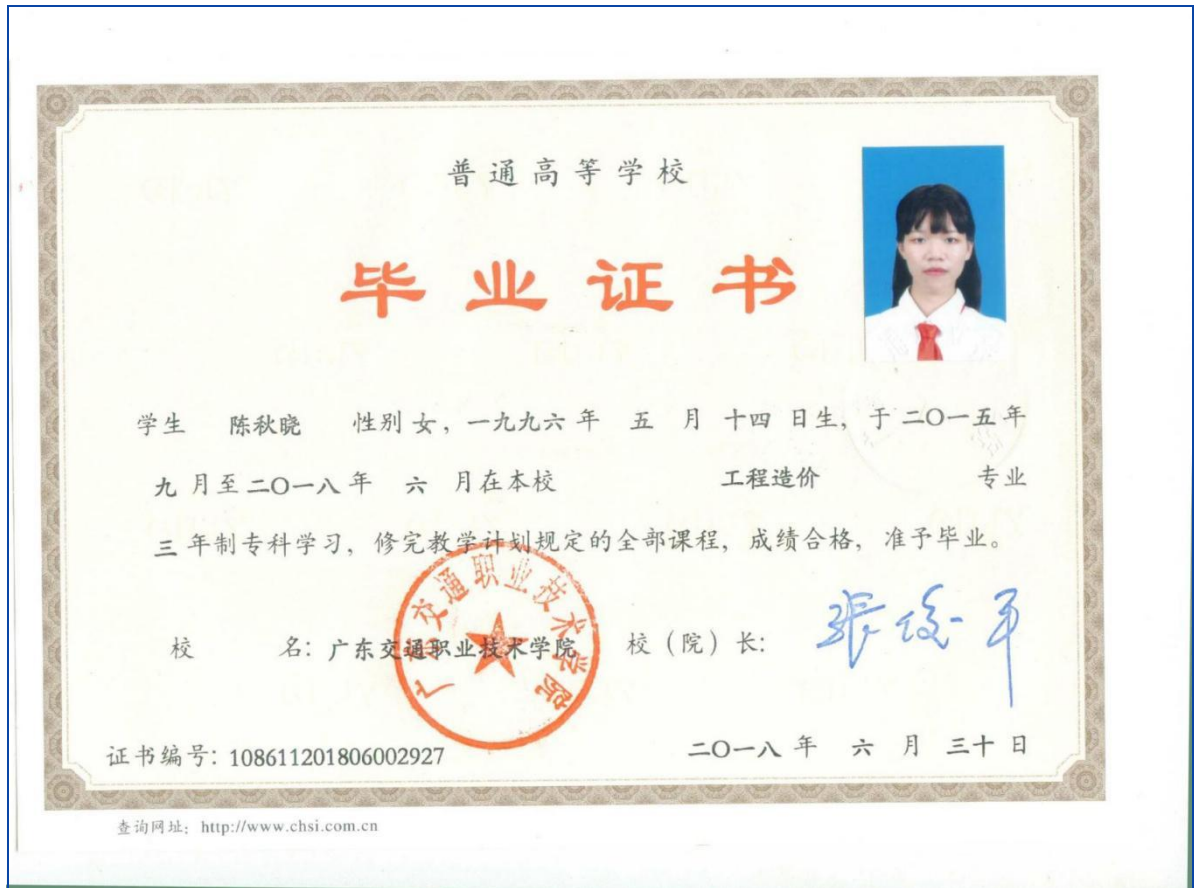 普通高等学校
毕业证书
学生 陈秋晓 性别 女，一九九六 年 五 月 十四 日生，于 二〇一五 年
九 月至 二〇一八 年 六 月在本校 工程造价 专业
三 年制 专科 学习，修完教学计划规定的全部课程，成绩合格，准予毕业。
广东交通职业技术学院
校 名：广东交通职业技术学院 校（院）长：
证书编号：108611201806002927 二〇一八 年 六 月 三十 日
查询网址：http://www.chsi.com.cn